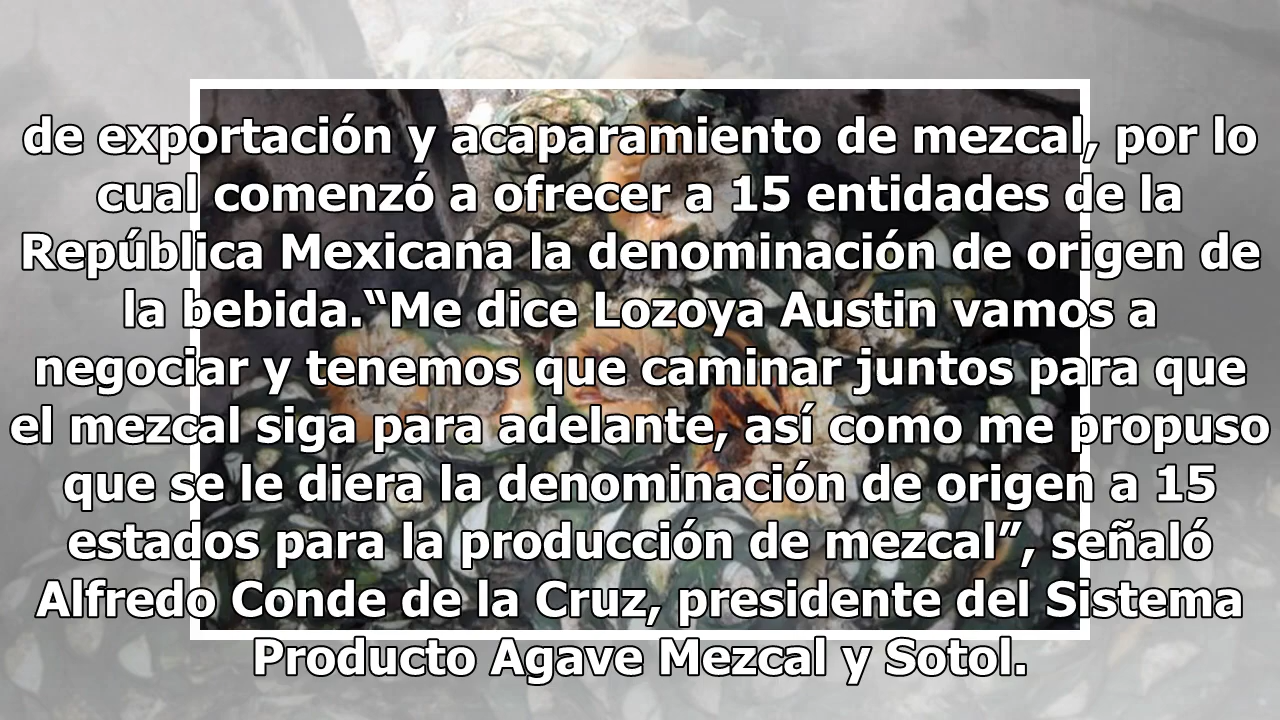 de exportación y acaparamiento de mezcal, por lo
cual comenzó a ofrecer a 15 entidades de la
República Mexicana la denominación de origen de
la bebida.“Me dice Lozoya Austin vamos a
negociar y tenemos que caminar juntos para que
el mezcal siga para adelante, así como me propuso
que se le diera la denominación de origen a 15
estados para la producción de mezcal”, señaló
Alfredo Conde de la Cruz, presidente del Sistema
Producto Agave Mezcal y Sotol.